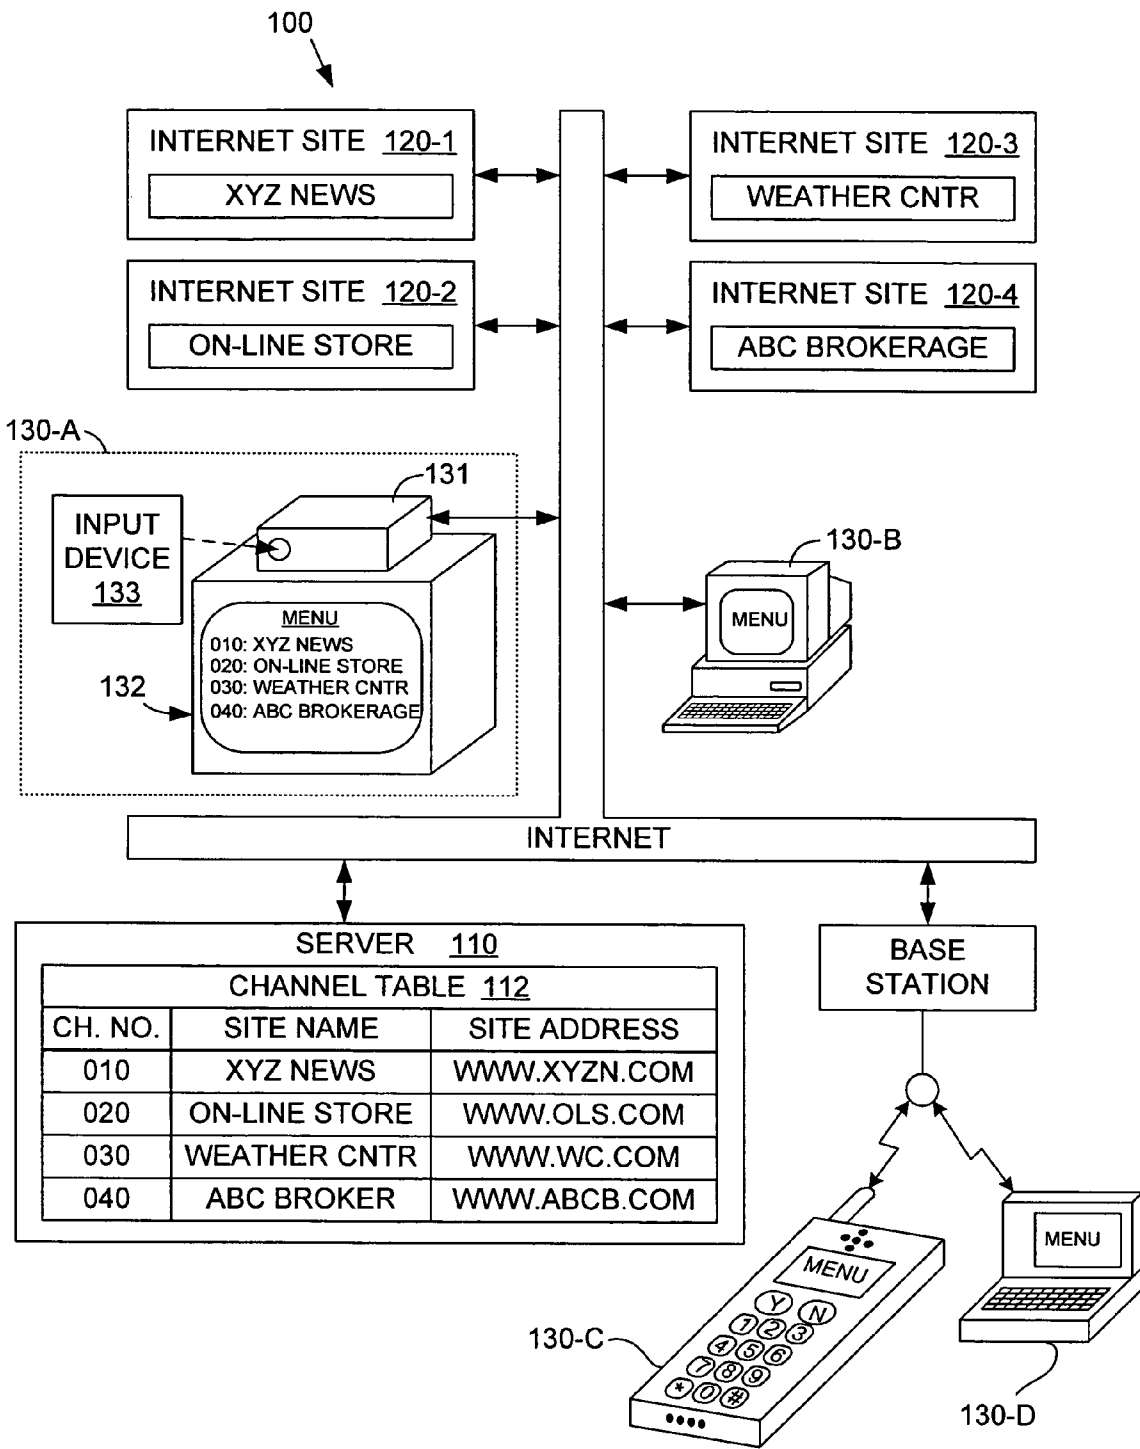 100
INTERNET SITE 120-1
XYZ NEWS
INTERNET SITE 120-3
WEATHER CNTR
INTERNET SITE 120-2
ON-LINE STORE
INTERNET SITE 120-4
ABC BROKERAGE
130-A
131
INPUT
DEVICE
133
132
MENU
010: XYZ NEWS
020: ON-LINE STORE
030: WEATHER CNTR
040: ABC BROKERAGE
130-B
MENU
INTERNET
SERVER 110
CHANNEL TABLE 112
CH. NO. SITE NAME SITE ADDRESS
010 XYZ NEWS WWW.XYZN.COM
020 ON-LINE STORE WWW.OLS.COM
030 WEATHER CNTR WWW.WC.COM
040 ABC BROKER WWW.ABCB.COM
BASE
STATION
MENU
Y N
1 2 3
4 5 6
7 8 9
* 0 #
130-C
MENU
130-D